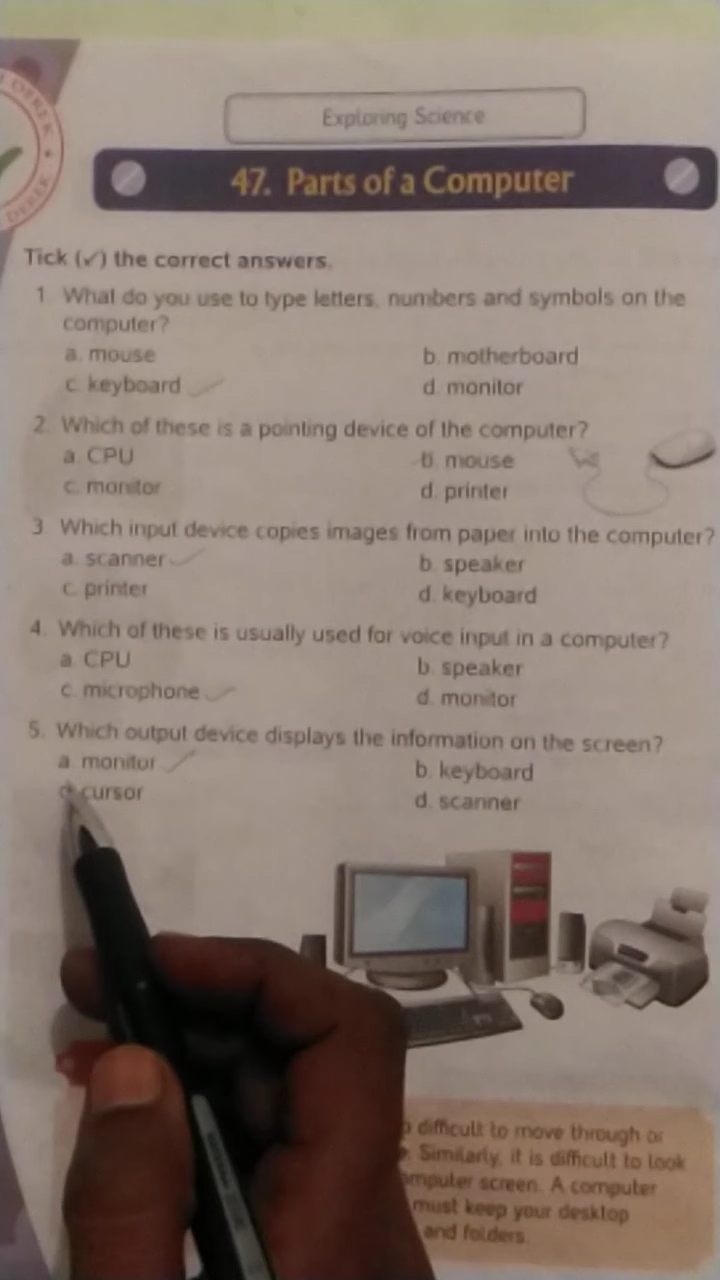 DEREK
DEREK
Exploring Science
47. Parts of a Computer
Tick (✓) the correct answers.
1. What do you use to type letters, numbers and symbols on the
computer?
a. mouse b. motherboard
c. keyboard d. monitor
2. Which of these is a pointing device of the computer?
a. CPU b. mouse
c. monitor d. printer
3. Which input device copies images from paper into the computer?
a. scanner b. speaker
c. printer d. keyboard
4. Which of these is usually used for voice input in a computer?
a. CPU b. speaker
c. microphone d. monitor
5. Which output device displays the information on the screen?
a. monitor b. keyboard
cursor d. scanner
difficult to move through or
Similarly, it is difficult to look
computer screen. A computer
must keep your desktop
and folders.